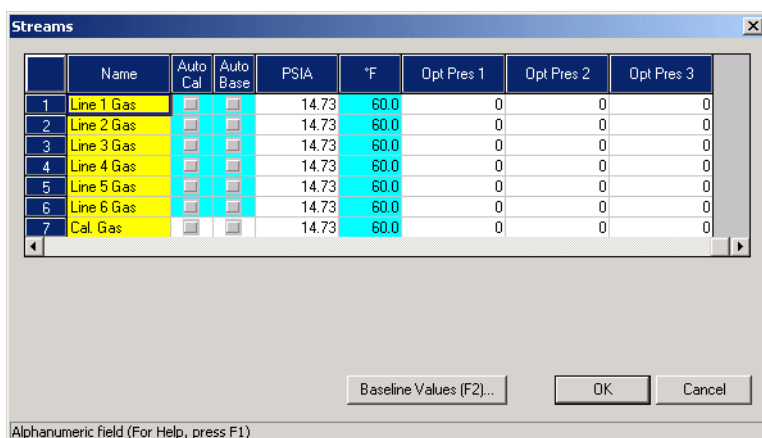 Streams
Name Auto Cal Auto Base PSIA °F Opt Pres 1 Opt Pres 2 Opt Pres 3
1 Line 1 Gas 14.73 60.0 0 0 0
2 Line 2 Gas 14.73 60.0 0 0 0
3 Line 3 Gas 14.73 60.0 0 0 0
4 Line 4 Gas 14.73 60.0 0 0 0
5 Line 5 Gas 14.73 60.0 0 0 0
6 Line 6 Gas 14.73 60.0 0 0 0
7 Cal. Gas 14.73 60.0 0 0 0
Baseline Values (F2)... OK Cancel
Alphanumeric field (For Help, press F1)